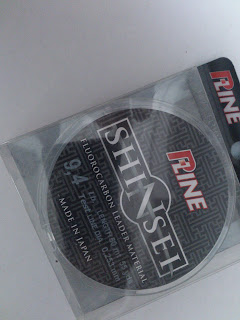 P-LINE
P-LINE
SHINSEI
FLUOROCARBON LEADER MATERIAL
9.4
MADE IN JAPAN